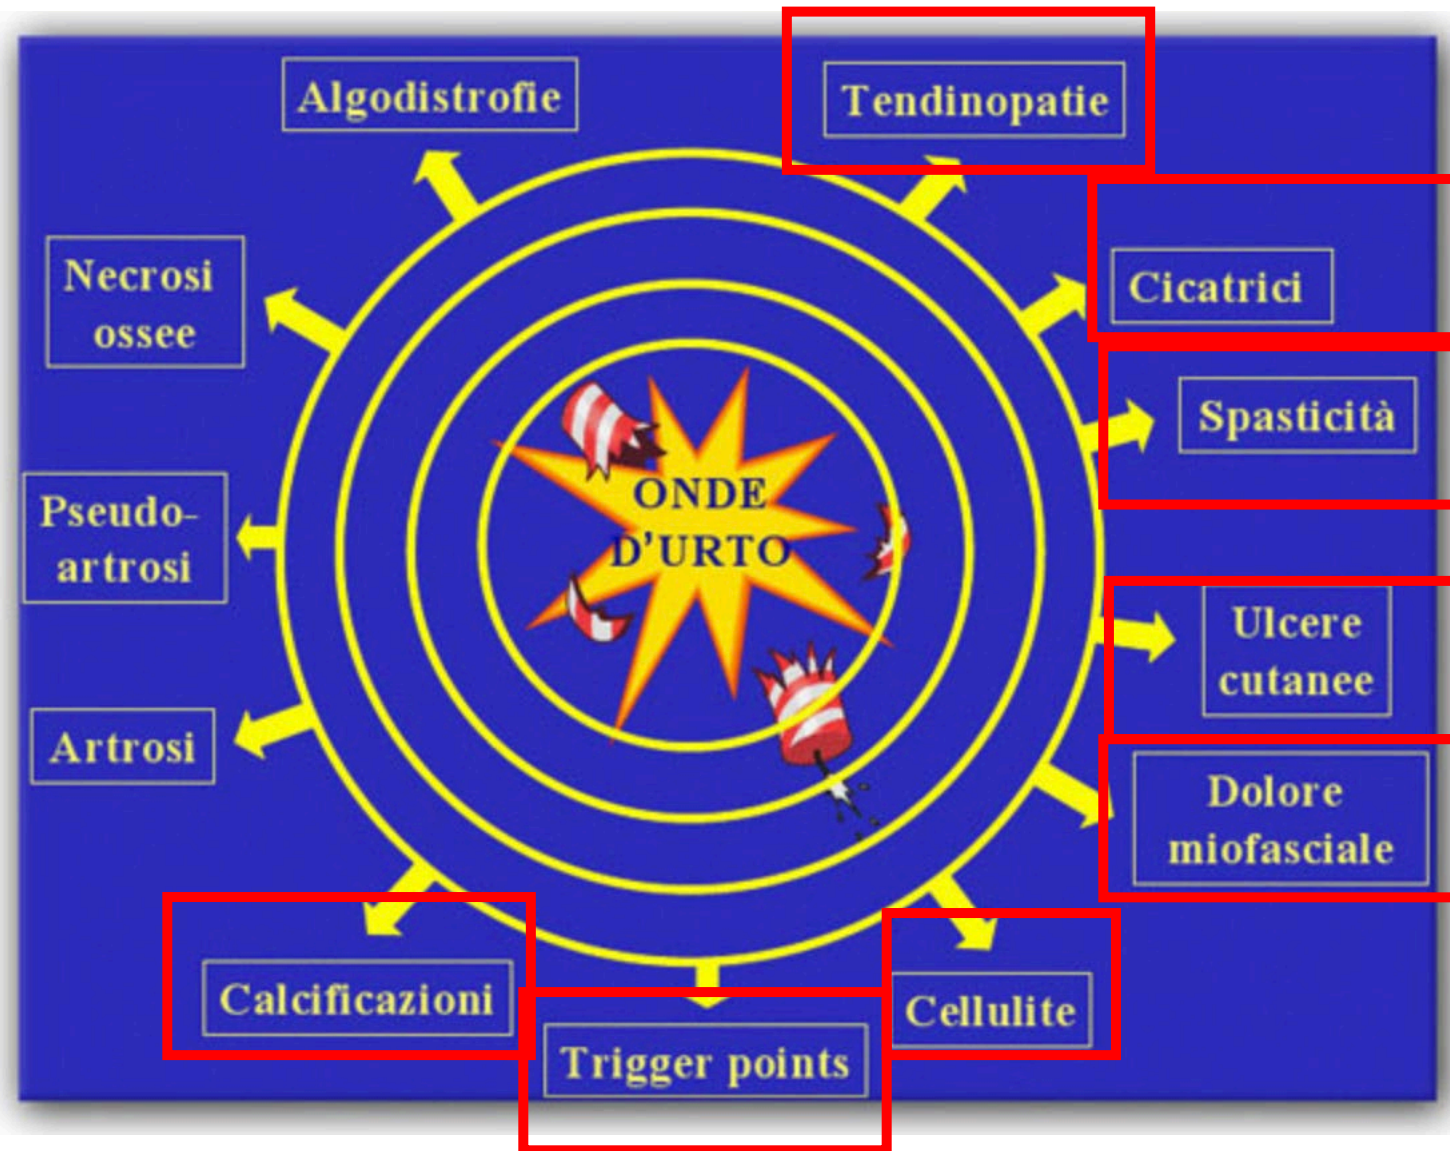 Algodistrofie
Tendinopatie
Necrosi
ossee
Cicatrici
Spasticità
Pseudo-
artrosi
ONDE
D'URTO
Ulcere
cutanee
Artrosi
Dolore
miofasciale
Calcificazioni
Cellulite
Trigger points